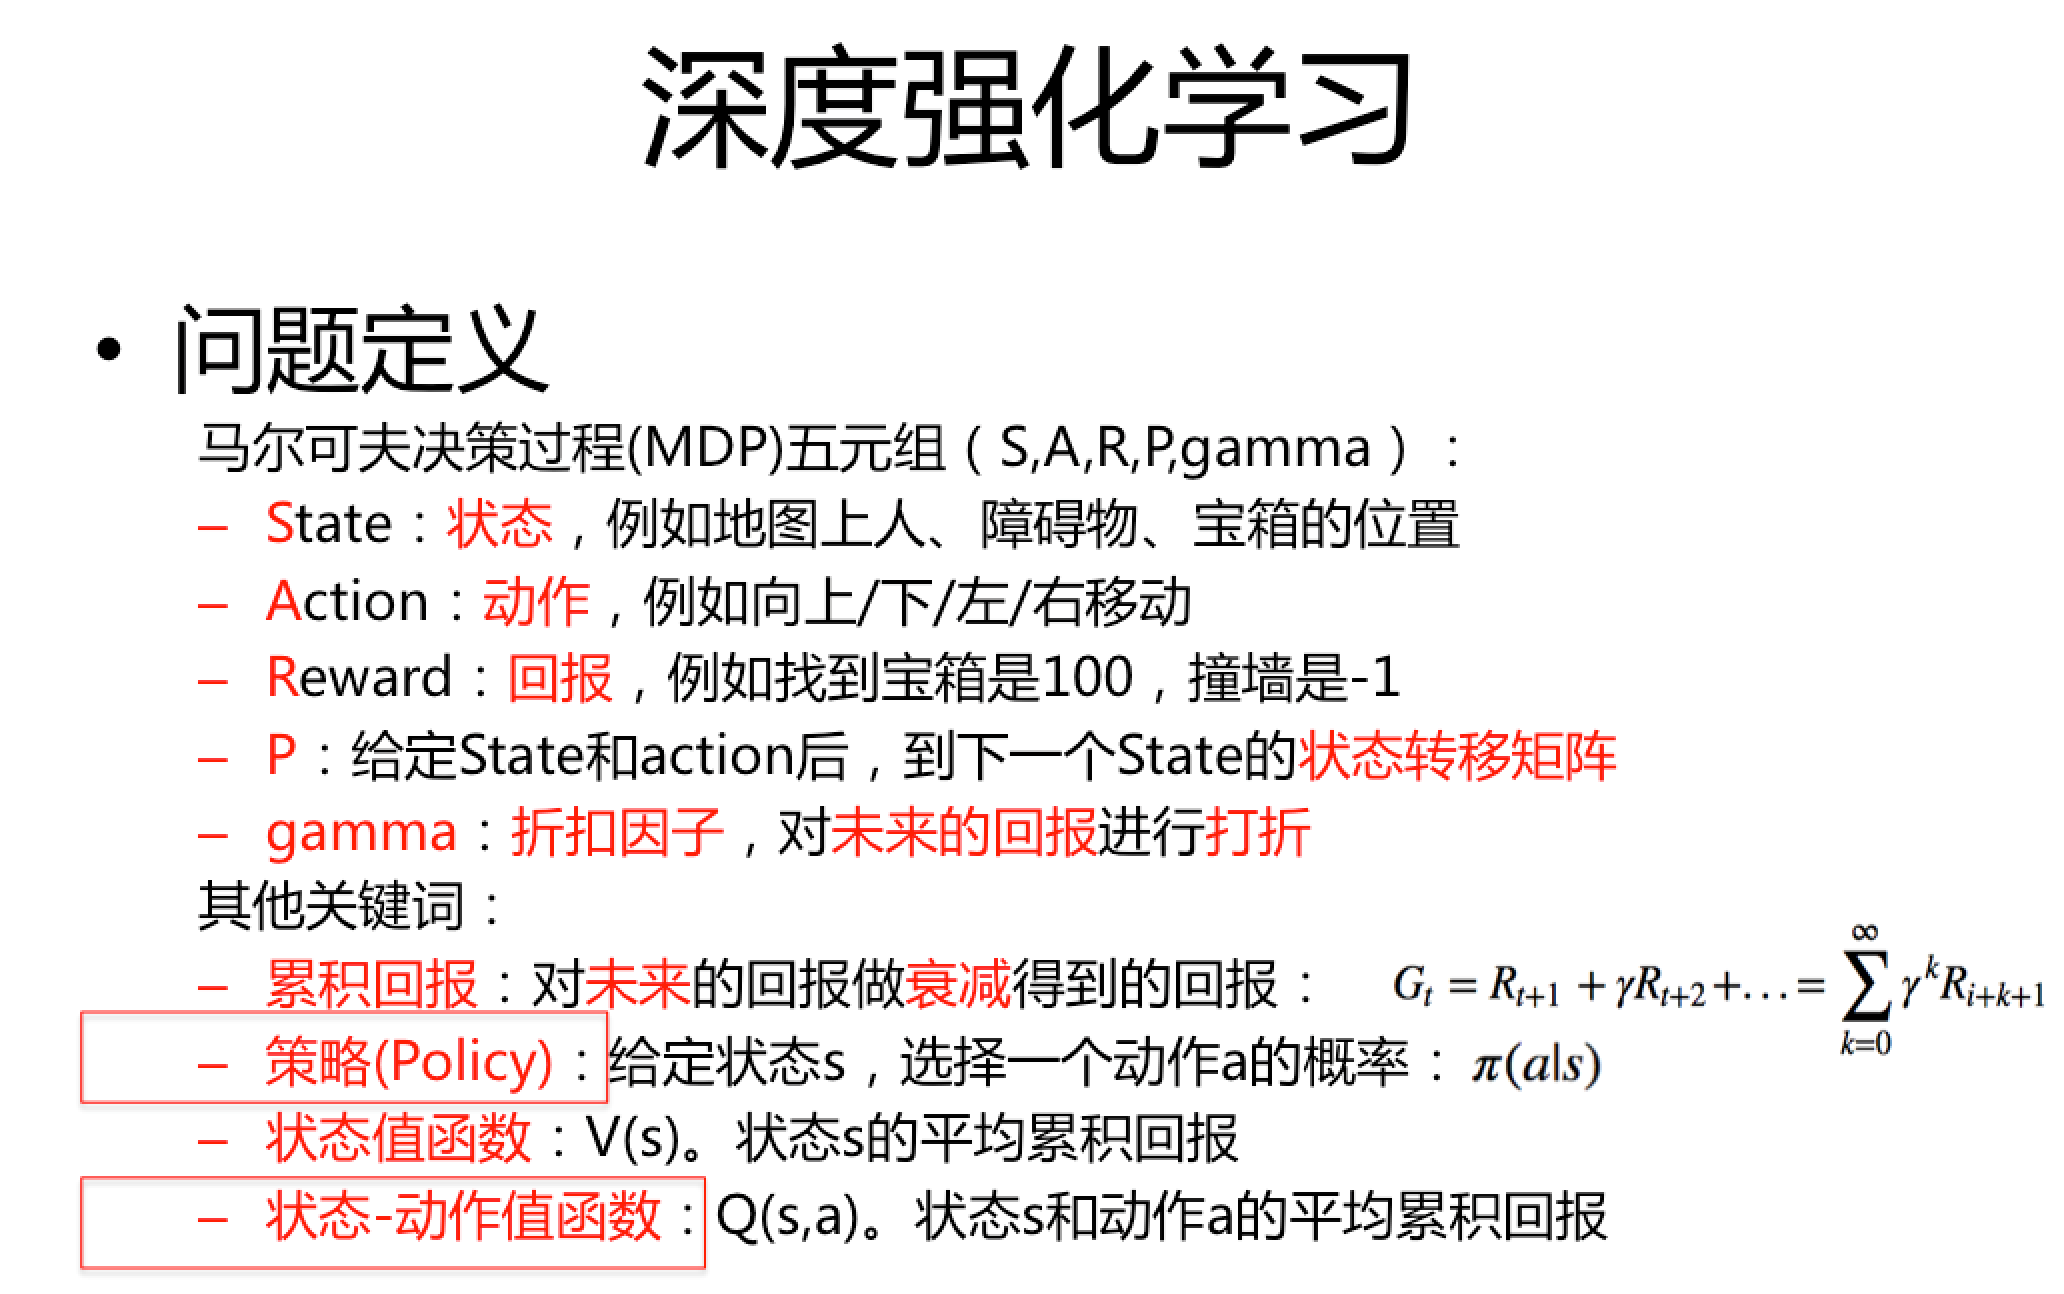 深度强化学习
• 问题定义
马尔可夫决策过程(MDP)五元组（S,A,R,P,gamma）：
– State：状态，例如地图上人、障碍物、宝箱的位置
– Action：动作，例如向上/下/左/右移动
– Reward：回报，例如找到宝箱是100，撞墙是-1
– P：给定State和action后，到下一个State的状态转移矩阵
– gamma：折扣因子，对未来的回报进行打折
其他关键词：
– 累积回报：对未来的回报做衰减得到的回报： G_t = R_{t+1} + γR_{t+2} +…= ∑_{k=0}^{∞} γ^k R_{i+k+1}
– 策略(Policy)：给定状态s，选择一个动作a的概率：π(a|s)
– 状态值函数：V(s)。状态s的平均累积回报
– 状态-动作值函数：Q(s,a)。状态s和动作a的平均累积回报